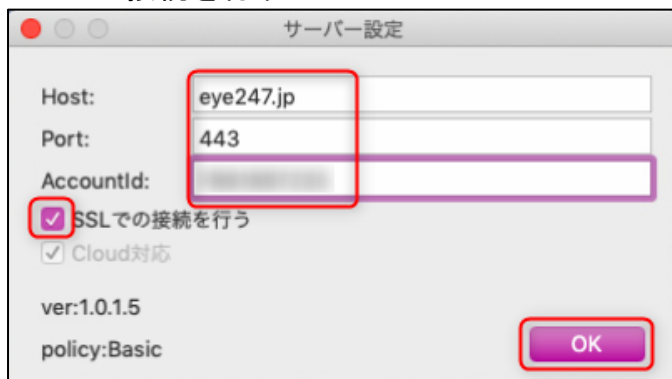 サーバー設定
Host: eye247.jp
Port: 443
AccountId:
SSLでの接続を行う
Cloud対応
ver:1.0.1.5
policy:Basic
OK